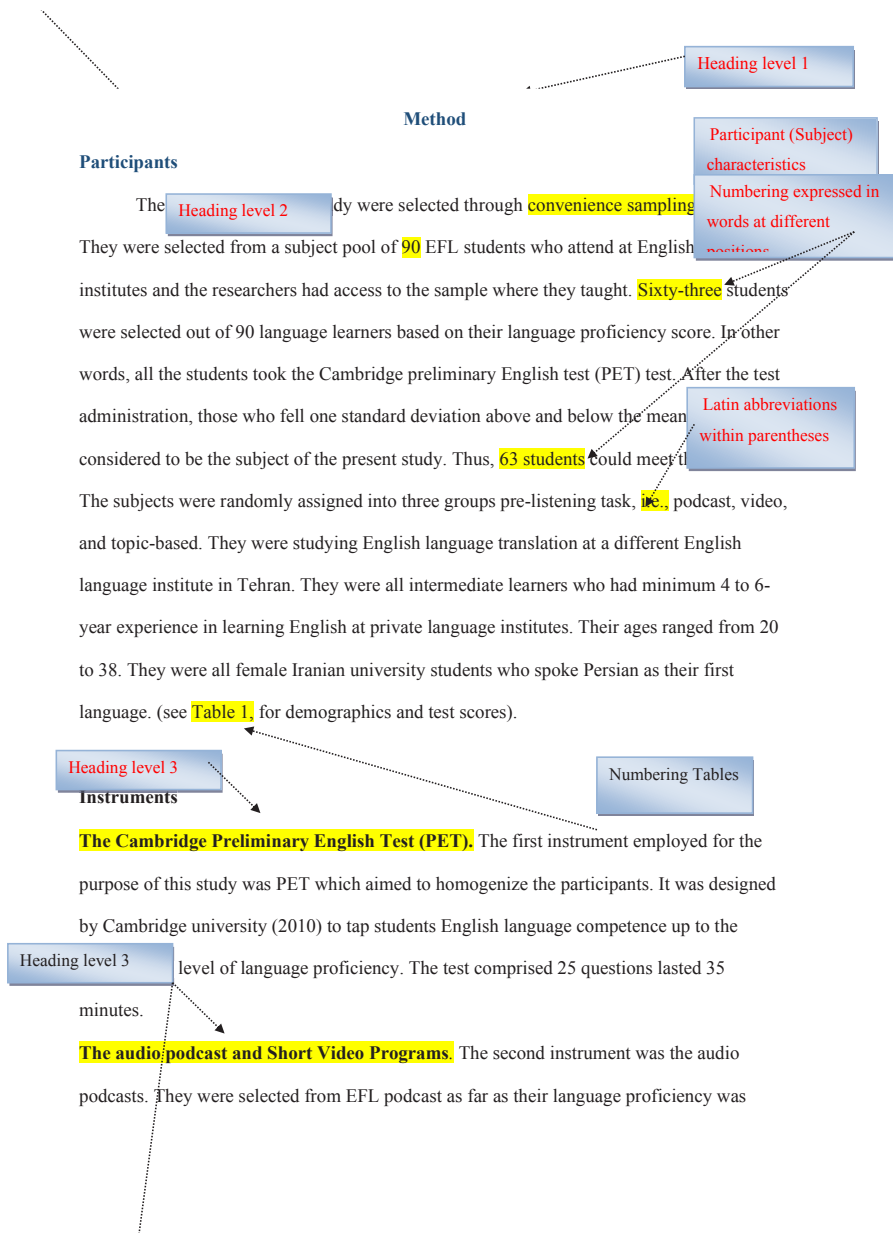 Heading level 1
Method
Participant (Subject)
characteristics
Participants
Numbering expressed in
words at different
positions
Heading level 2
The dy were selected through convenience sampling
They were selected from a subject pool of 90 EFL students who attend at English
institutes and the researchers had access to the sample where they taught. Sixty-three students
were selected out of 90 language learners based on their language proficiency score. In other
words, all the students took the Cambridge preliminary English test (PET) test. After the test
administration, those who fell one standard deviation above and below the mean
Latin abbreviations
within parentheses
considered to be the subject of the present study. Thus, 63 students could meet th
The subjects were randomly assigned into three groups pre-listening task, i.e., podcast, video,
and topic-based. They were studying English language translation at a different English
language institute in Tehran. They were all intermediate learners who had minimum 4 to 6-
year experience in learning English at private language institutes. Their ages ranged from 20
to 38. They were all female Iranian university students who spoke Persian as their first
language. (see Table 1, for demographics and test scores).
Heading level 3
Numbering Tables
Instruments
The Cambridge Preliminary English Test (PET). The first instrument employed for the
purpose of this study was PET which aimed to homogenize the participants. It was designed
by Cambridge university (2010) to tap students English language competence up to the
Heading level 3
level of language proficiency. The test comprised 25 questions lasted 35
minutes.
The audio podcast and Short Video Programs. The second instrument was the audio
podcasts. They were selected from EFL podcast as far as their language proficiency was